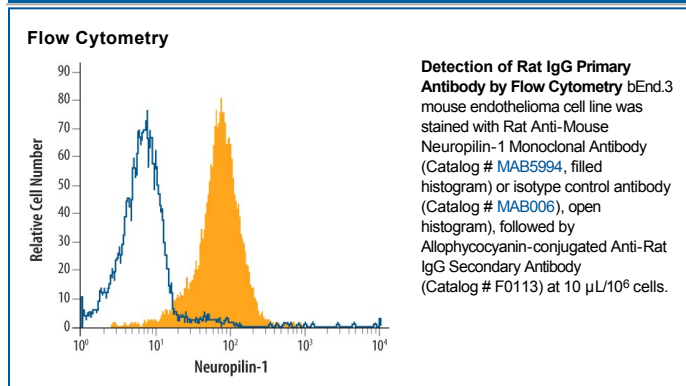 Flow Cytometry
90
80
70
60
50
40
30
20
10
0
Relative Cell Number
10⁰ 10¹ 10² 10³ 10⁴
Neuropilin-1
Detection of Rat IgG Primary
Antibody by Flow Cytometry bEnd.3
mouse endothelioma cell line was
stained with Rat Anti-Mouse
Neuropilin-1 Monoclonal Antibody
(Catalog # MAB5994, filled
histogram) or isotype control antibody
(Catalog # MAB006), open
histogram), followed by
Allophycocyanin-conjugated Anti-Rat
IgG Secondary Antibody
(Catalog # F0113) at 10 µL/10⁶ cells.